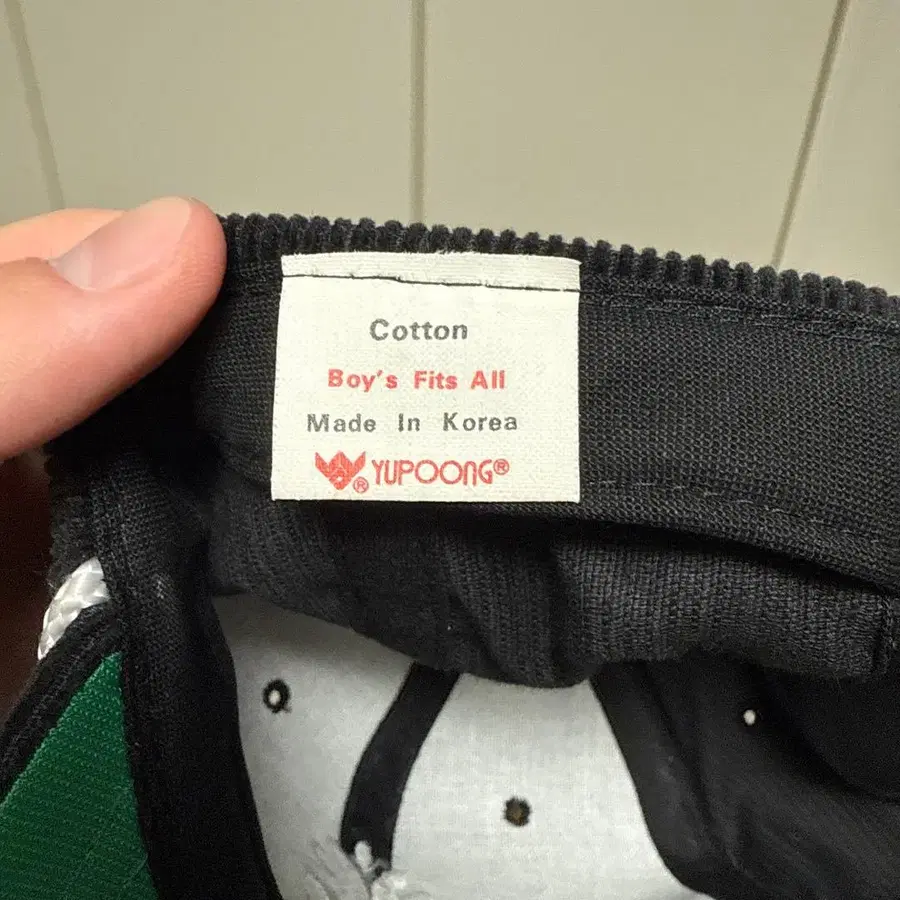 Cotton
Boy's Fits All
Made In Korea
® YUPOONG®